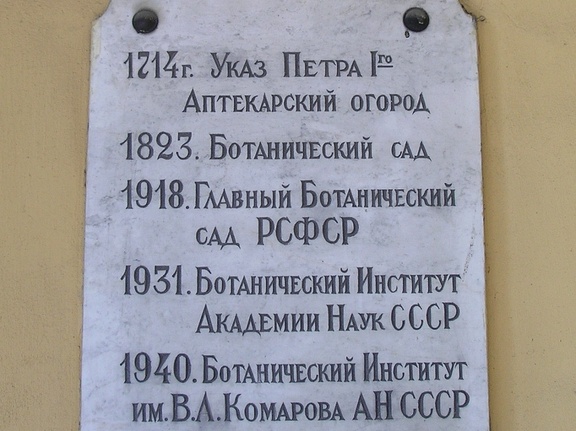 1714г. Указ Петра Iго
Аптекарский огород
1823. Ботанический сад
1918. Главный Ботанический
сад РСФСР
1931. Ботанический Институт
Академии Наук СССР
1940. Ботанический Институт
им. В.Л. Комарова АН СССР